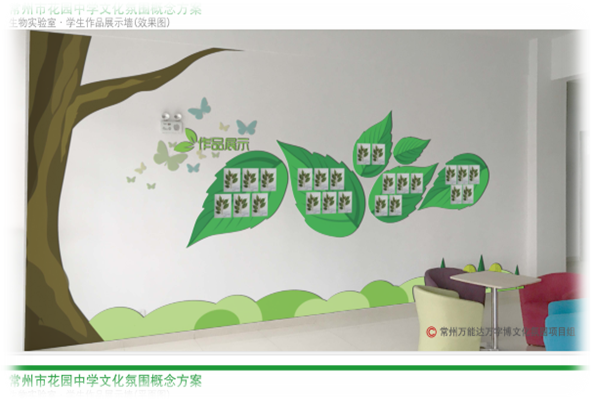 常州市花园中学文化氛围概念方案
生物实验室·学生作品展示墙(效果图)
作品展示
© 常州万能达万学博文化
项目组
常州市花园中学文化氛围概念方案